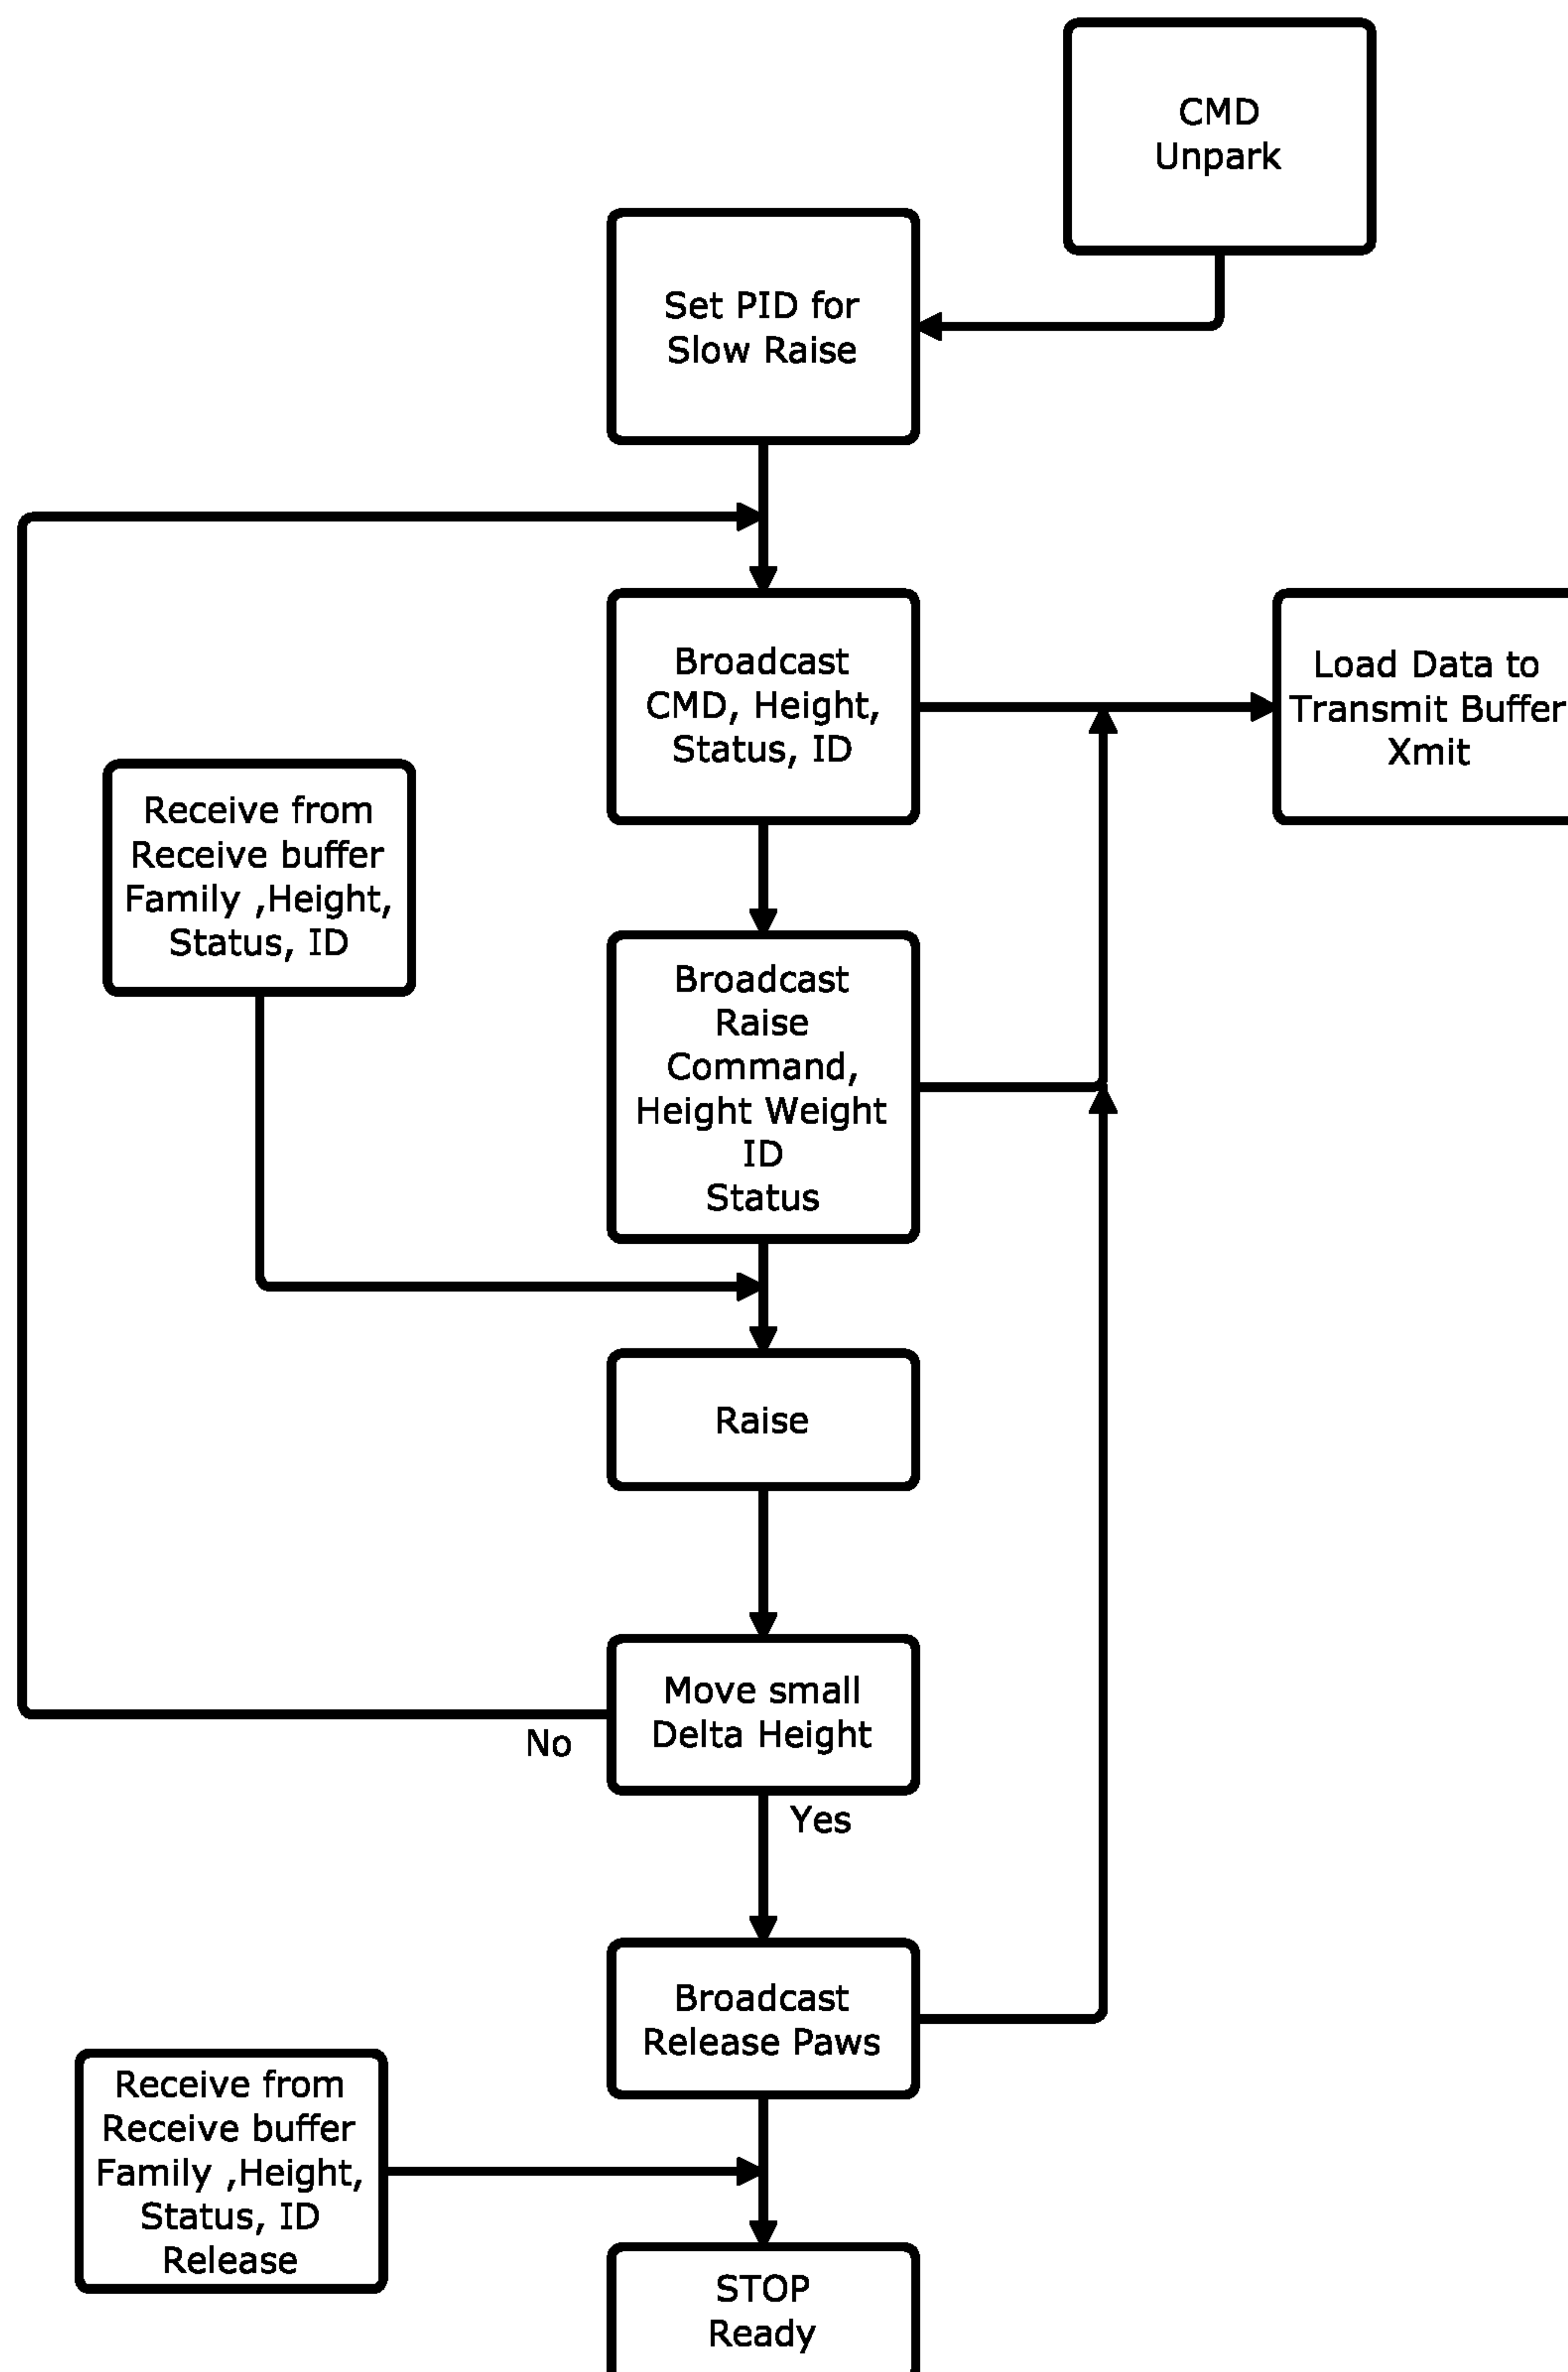 CMD
Unpark
Set PID for
Slow Raise
Broadcast
CMD, Height,
Status, ID
Load Data to
Transmit Buffer
Xmit
Receive from
Receive buffer
Family ,Height,
Status, ID
Broadcast
Raise
Command,
Height Weight
ID
Status
Raise
Move small
Delta Height
No
Yes
Broadcast
Release Paws
Receive from
Receive buffer
Family ,Height,
Status, ID
Release
STOP
Ready